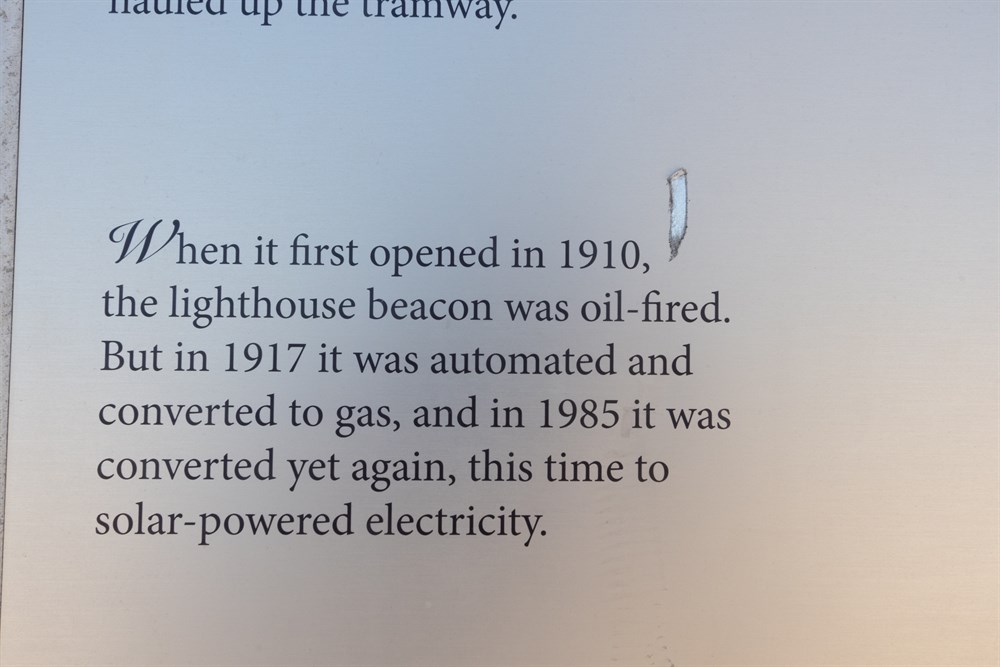 hauled up the tramway.
When it first opened in 1910,
the lighthouse beacon was oil-fired.
But in 1917 it was automated and
converted to gas, and in 1985 it was
converted yet again, this time to
solar-powered electricity.